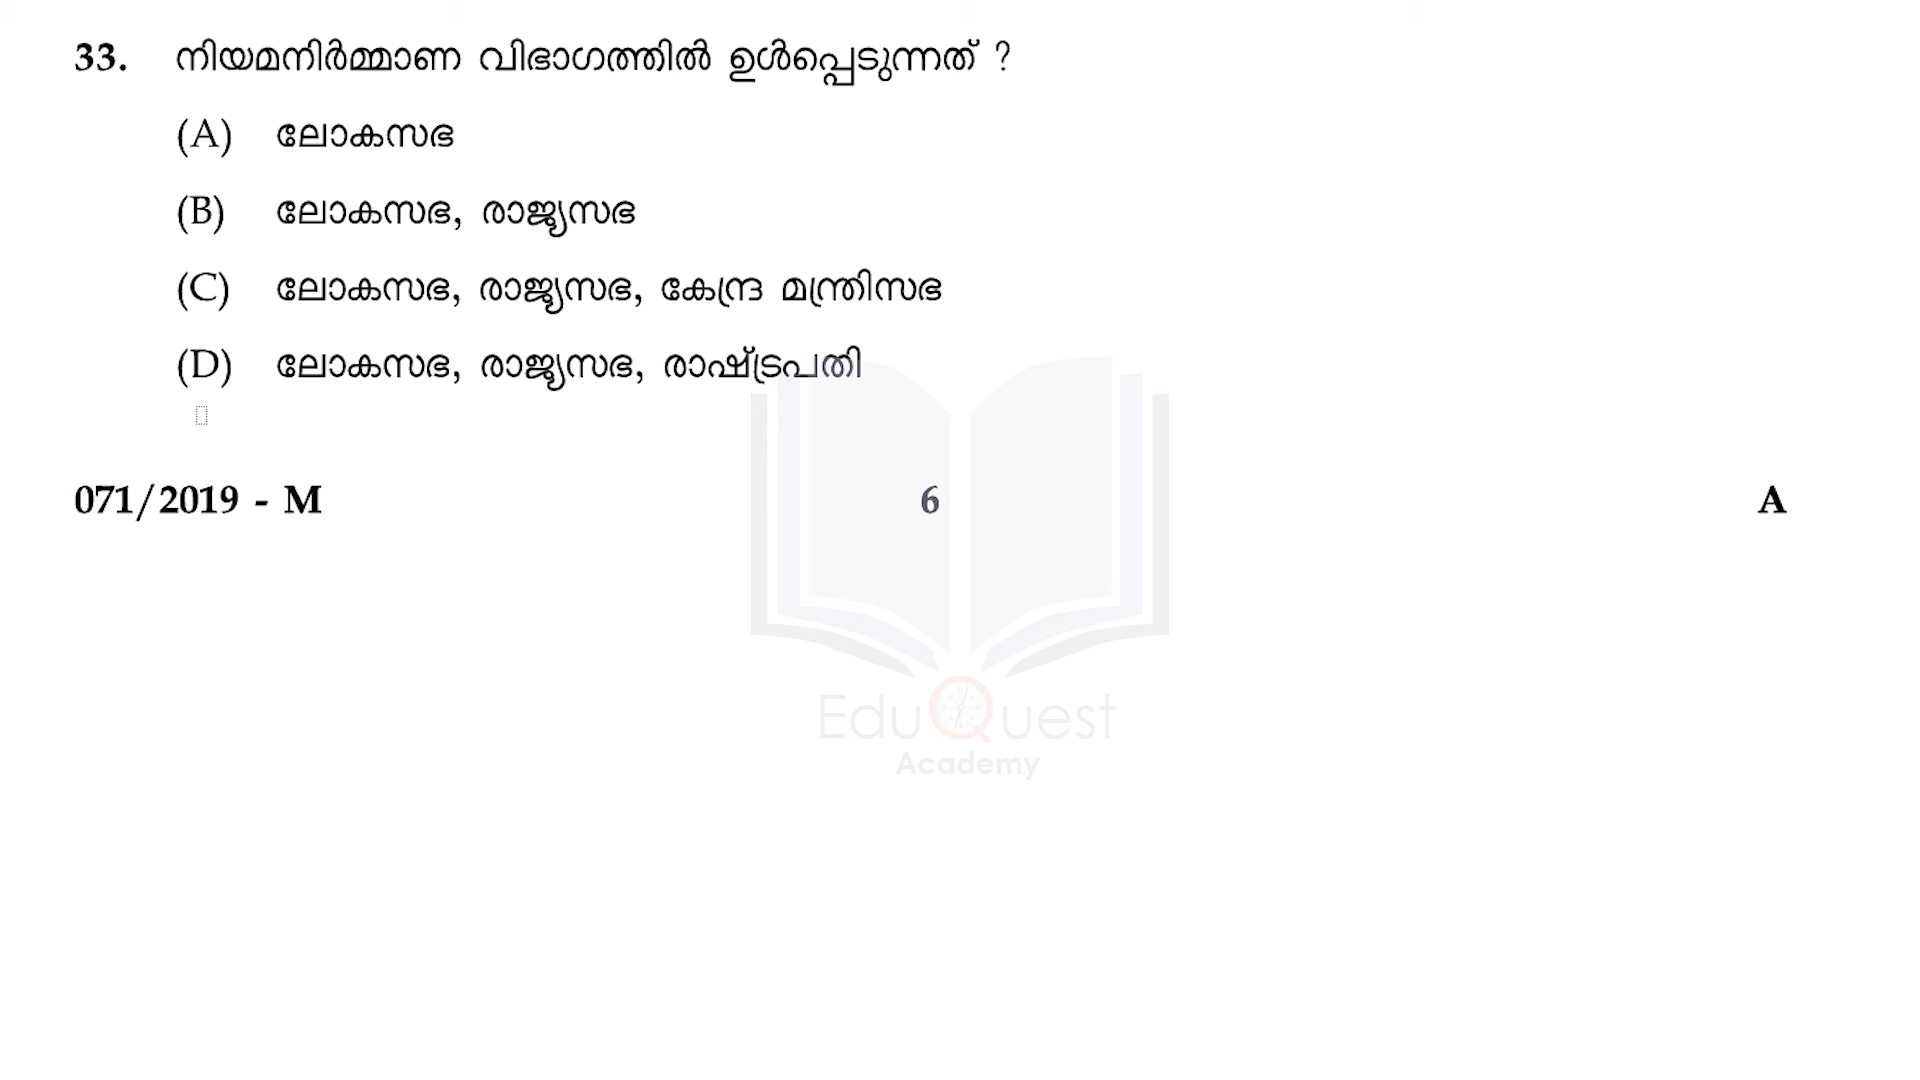 33. നിയമനിർമ്മാണ വിഭാഗത്തിൽ ഉൾപ്പെടുന്നത് ?
(A) ലോകസഭ
(B) ലോകസഭ, രാജ്യസഭ
(C) ലോകസഭ, രാജ്യസഭ, കേന്ദ്ര മന്ത്രിസഭ
(D) ലോകസഭ, രാജ്യസഭ, രാഷ്ട്രപതി
071/2019 - M 6 A
EduQuest
Academy